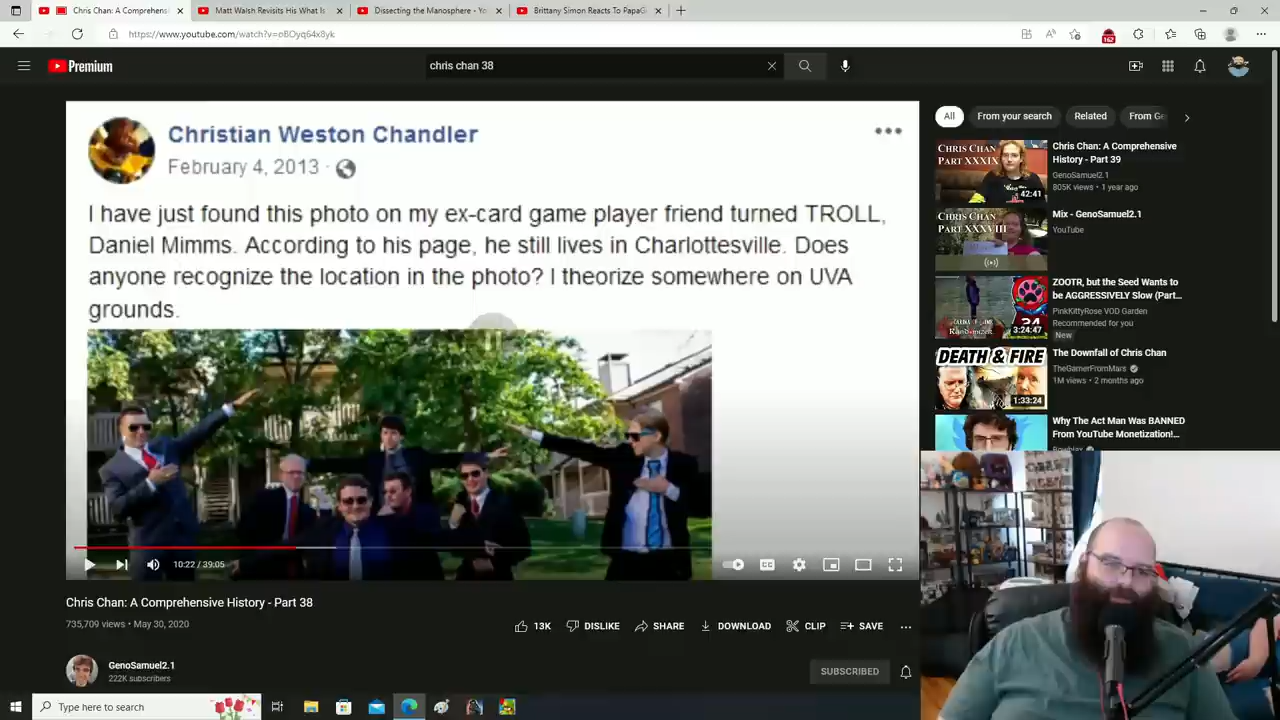 Chris Chan: A Comprehensi
Matt Walsh Revisits His What Is
Dissecting the Manosphere - Yo
Brittany Simon Reacts To PapaG
https://www.youtube.com/watch?v=oBOyq64x8yk
162
Premium
chris chan 38
Christian Weston Chandler
February 4, 2013
I have just found this photo on my ex-card game player friend turned TROLL,
Daniel Mimms. According to his page, he still lives in Charlottesville. Does
anyone recognize the location in the photo? I theorize somewhere on UVA
grounds.
10:22 / 39:05
CC
Chris Chan: A Comprehensive History - Part 38
735,709 views • May 30, 2020
13K
DISLIKE
SHARE
DOWNLOAD
CLIP
SAVE
GenoSamuel2.1
222K subscribers
SUBSCRIBED
All
From your search
Related
From Ge
CHRIS CHAN
PART XXXIX
42:41
Chris Chan: A Comprehensive
History - Part 39
GenoSamuel2.1
805K views • 1 year ago
CHRIS CHAN
PART XXXVIII
Mix - GenoSamuel2.1
YouTube
3:24:47
ZOOTR, but the Seed Wants to
be AGGRESSIVELY Slow (Part...
PinkKittyRose VOD Garden
Recommended for you
New
DEATH & FIRE
1:33:24
The Downfall of Chris Chan
TheGamerFromMars
1M views • 2 months ago
Why The Act Man Was BANNED
From YouTube Monetization!...
Type here to search